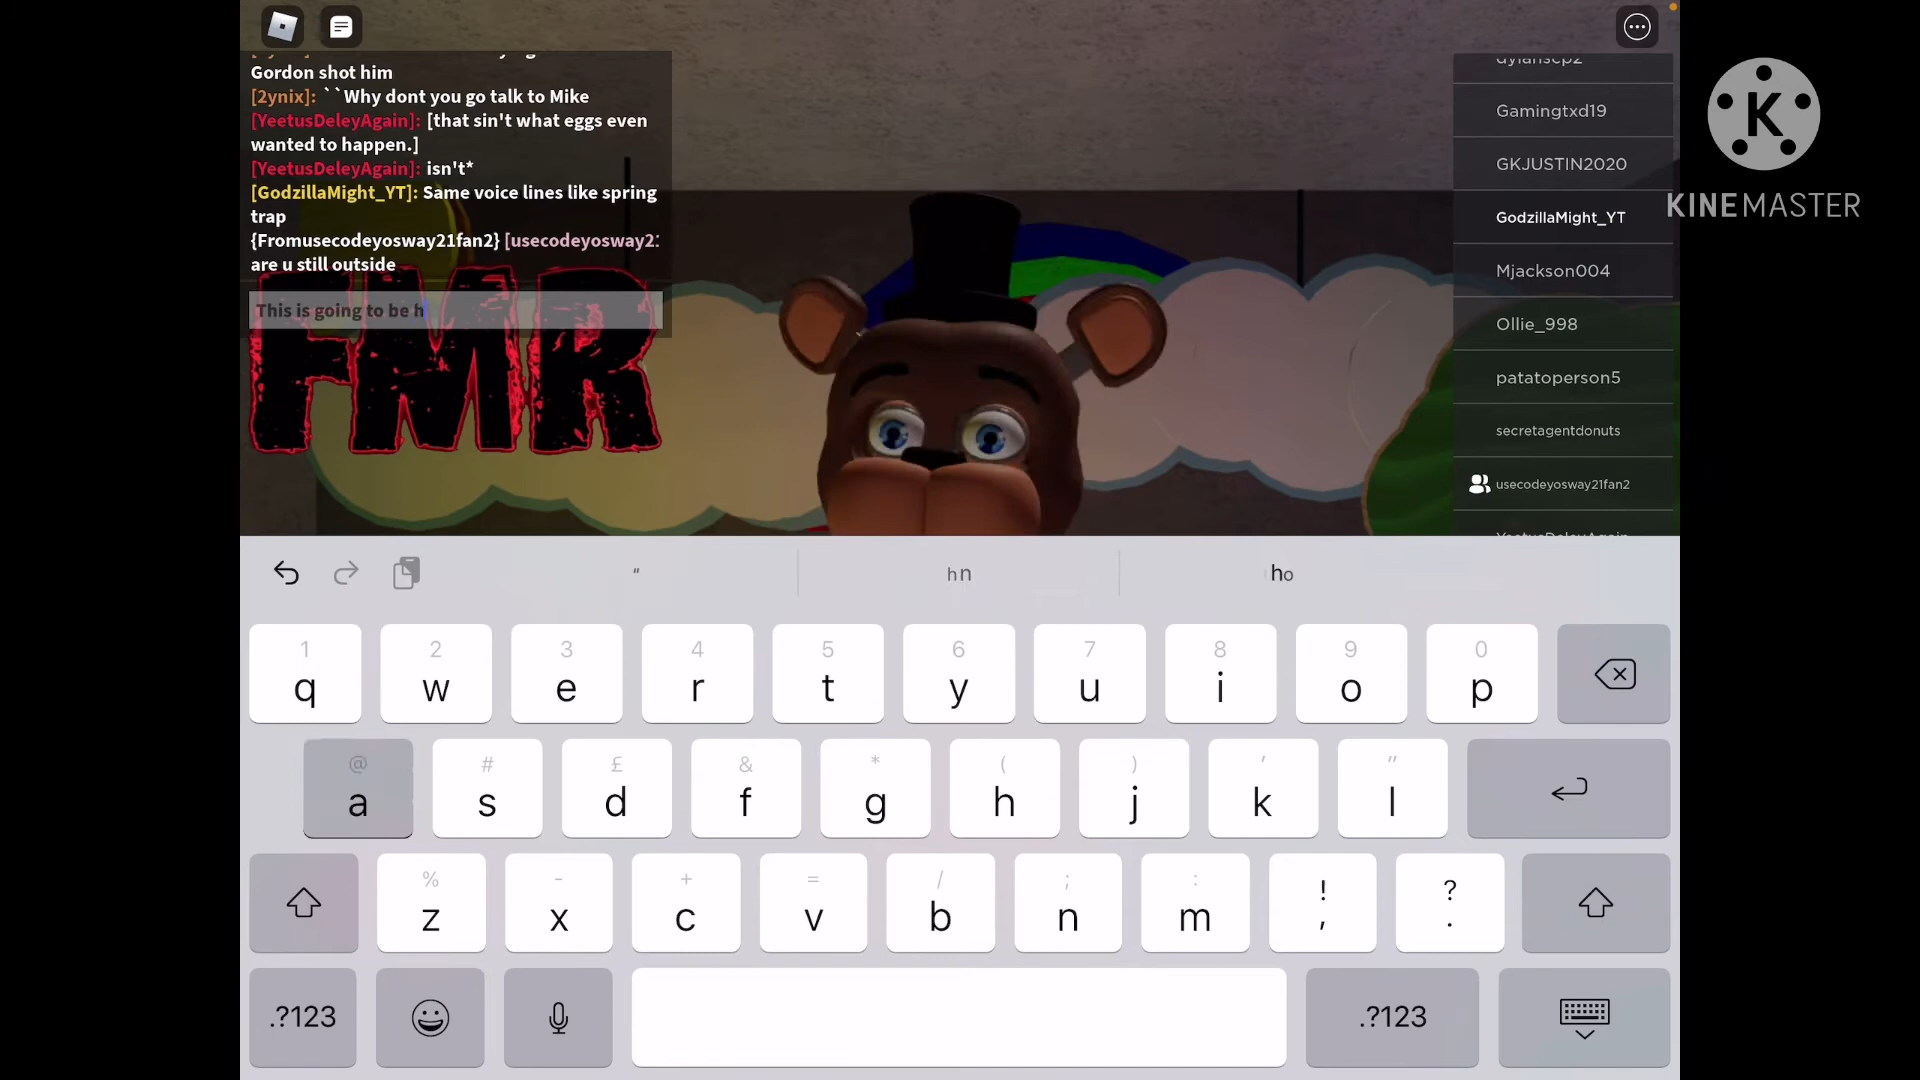 Gordon shot him
[2ynix]: ``Why dont you go talk to Mike
[YeetusDeleyAgain]: [that sin't what eggs even
wanted to happen.]
[YeetusDeleyAgain]: isn't*
[GodzillaMight_YT]: Same voice lines like spring
trap
{Fromusecodeyosway21fan2} [usecodeyosway2:
are u still outside
This is going to be h
FMR
dylanscp2
Gamingtxd19
GKJUSTIN2020
GodzillaMight_YT
Mjackson004
Ollie_998
patatoperson5
secretagentdonuts
usecodeyosway21fan2
YeetusDeleyAgain
K
KINEMASTER
“ hn ho
1 2 3 4 5 6 7 8 9 0
q w e r t y u i o p
@ # £ & * ( ) ' "
a s d f g h j k l
% - + = / ; : ! ?
z x c v b n m , .
.?123 .?123